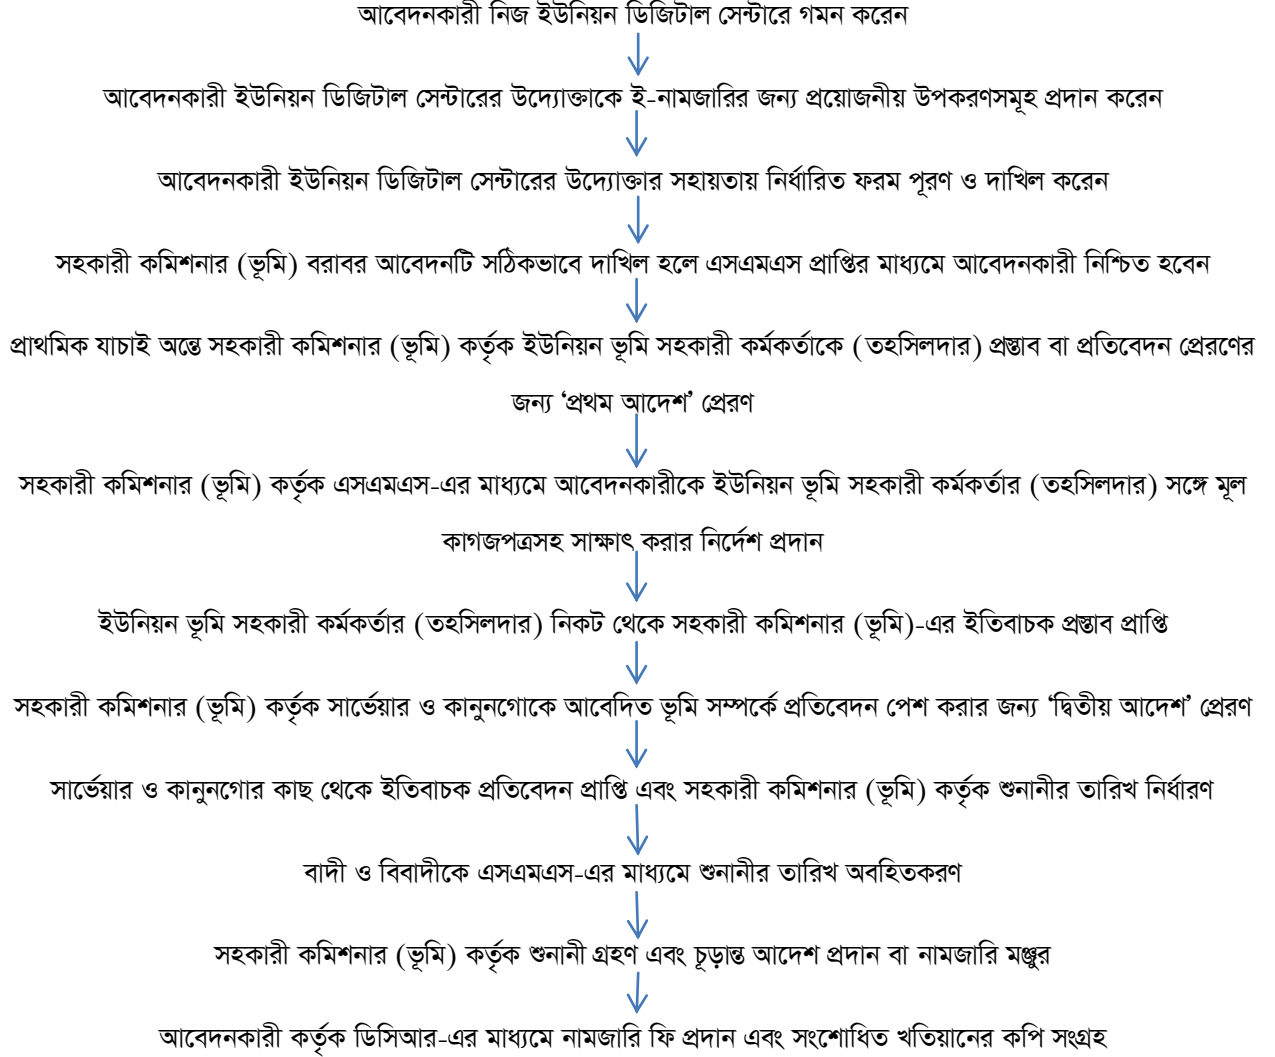 আবেদনকারী নিজ ইউনিয়ন ডিজিটাল সেন্টারে গমন করেন
আবেদনকারী ইউনিয়ন ডিজিটাল সেন্টারের উদ্যোক্তাকে ই-নামজারির জন্য প্রয়োজনীয় উপকরণসমূহ প্রদান করেন
আবেদনকারী ইউনিয়ন ডিজিটাল সেন্টারের উদ্যোক্তার সহায়তায় নির্ধারিত ফরম পূরণ ও দাখিল করেন
সহকারী কমিশনার (ভূমি) বরাবর আবেদনটি সঠিকভাবে দাখিল হলে এসএমএস প্রাপ্তির মাধ্যমে আবেদনকারী নিশ্চিত হবেন
প্রাথমিক যাচাই অন্তে সহকারী কমিশনার (ভূমি) কর্তৃক ইউনিয়ন ভূমি সহকারী কর্মকর্তাকে (তহসিলদার) প্রস্তাব বা প্রতিবেদন প্রেরণের
জন্য ‘প্রথম আদেশ’ প্রেরণ
সহকারী কমিশনার (ভূমি) কর্তৃক এসএমএস-এর মাধ্যমে আবেদনকারীকে ইউনিয়ন ভূমি সহকারী কর্মকর্তার (তহসিলদার) সঙ্গে মূল
কাগজপত্রসহ সাক্ষাৎ করার নির্দেশ প্রদান
ইউনিয়ন ভূমি সহকারী কর্মকর্তার (তহসিলদার) নিকট থেকে সহকারী কমিশনার (ভূমি)-এর ইতিবাচক প্রস্তাব প্রাপ্তি
সহকারী কমিশনার (ভূমি) কর্তৃক সার্ভেয়ার ও কানুনগোকে আবেদিত ভূমি সম্পর্কে প্রতিবেদন পেশ করার জন্য ‘দ্বিতীয় আদেশ’ প্রেরণ
সার্ভেয়ার ও কানুনগোর কাছ থেকে ইতিবাচক প্রতিবেদন প্রাপ্তি এবং সহকারী কমিশনার (ভূমি) কর্তৃক শুনানীর তারিখ নির্ধারণ
বাদী ও বিবাদীকে এসএমএস-এর মাধ্যমে শুনানীর তারিখ অবহিতকরণ
সহকারী কমিশনার (ভূমি) কর্তৃক শুনানী গ্রহণ এবং চূড়ান্ত আদেশ প্রদান বা নামজারি মঞ্জুর
আবেদনকারী কর্তৃক ডিসিআর-এর মাধ্যমে নামজারি ফি প্রদান এবং সংশোধিত খতিয়ানের কপি সংগ্রহ